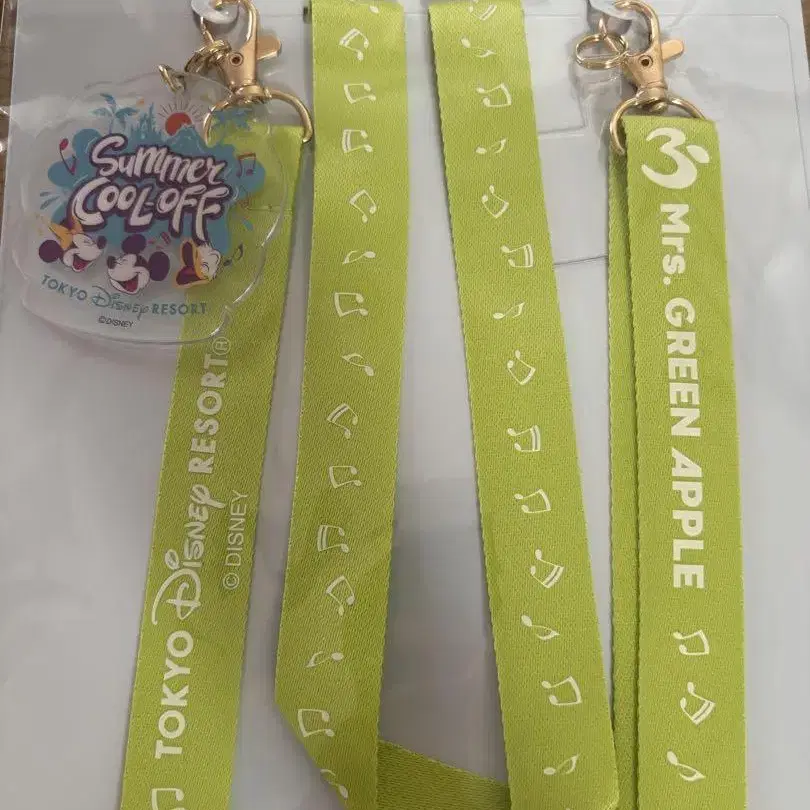 Summer
COOL-OFF
TOKYO Disney RESORT
©DISNEY
TOKYO Disney RESORT®
© DISNEY
Mrs. GREEN APPLE